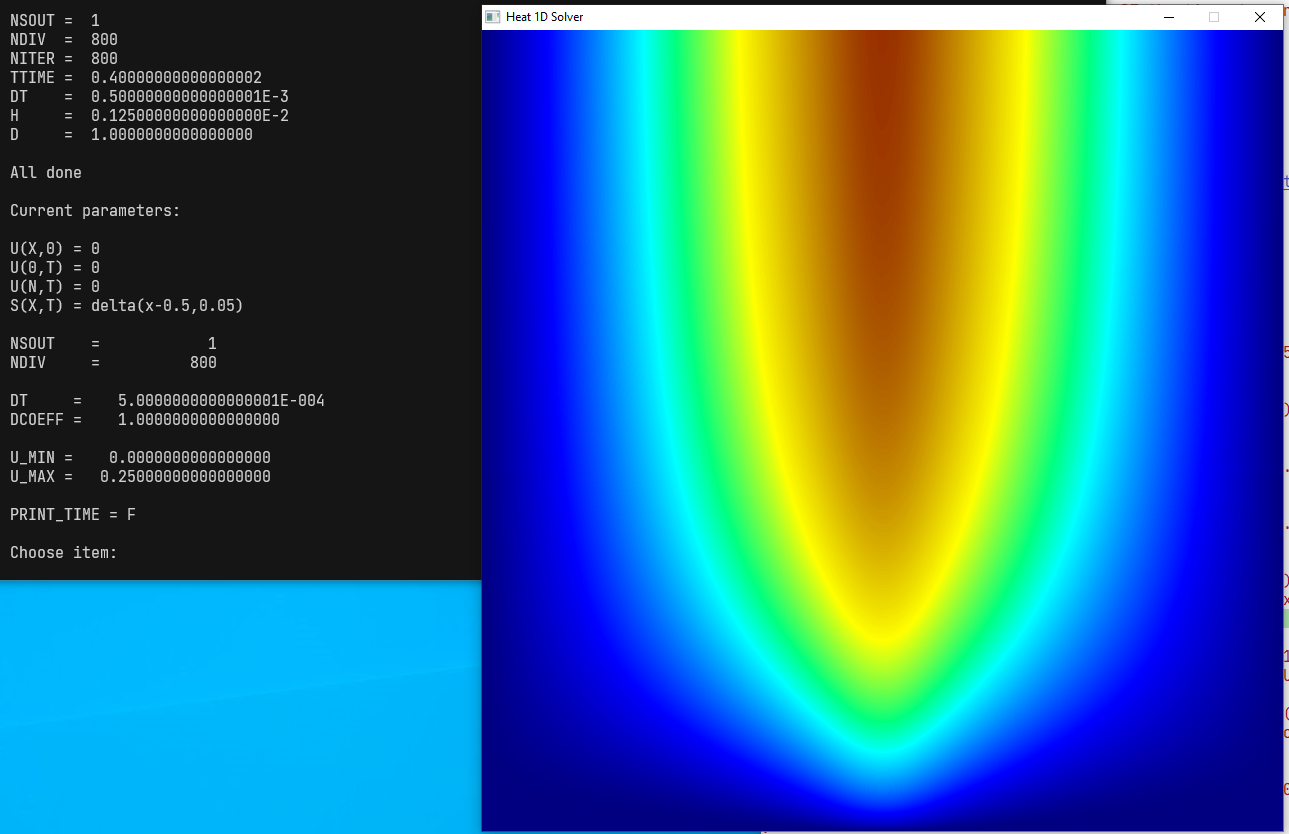 NSOUT =  1
NDIV  =  800
NITER =  800
TTIME =  0.40000000000000002
DT    =  0.50000000000000001E-3
H     =  0.12500000000000000E-2
D     =  1.0000000000000000
All done
Current parameters:
U(X,0) = 0
U(0,T) = 0
U(N,T) = 0
S(X,T) = delta(x-0.5,0.05)
NSOUT    =            1
NDIV     =          800
DT     =    5.0000000000000001E-004
DCOEFF =    1.0000000000000000
U_MIN =    0.0000000000000000
U_MAX =   0.25000000000000000
PRINT_TIME = F
Choose item:
Heat 1D Solver